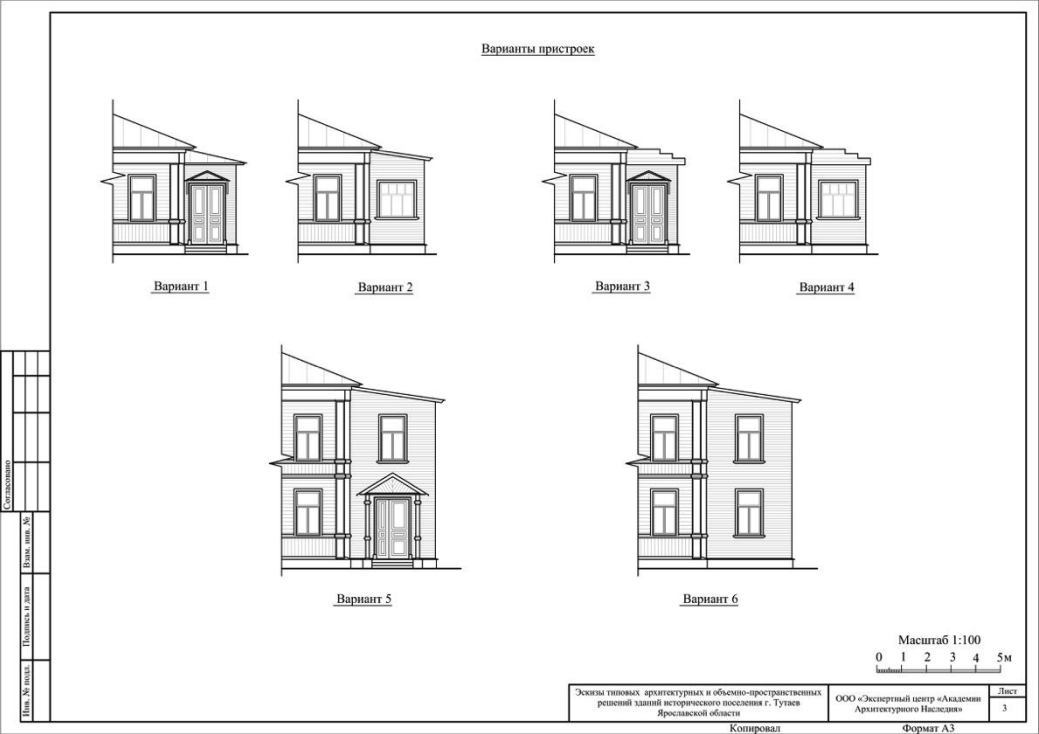 Варианты пристроек
Вариант 1
Вариант 2
Вариант 3
Вариант 4
Вариант 5
Вариант 6
Согласовано
Взам. инв. №
Подпись и дата
Инв. № подл.
Масштаб 1:100
0 1 2 3 4 5м
Эскизы типовых архитектурных и объемно-пространственных
решений зданий исторического поселения г. Тутаев
Ярославской области
ООО «Экспертный центр «Академии
Архитектурного Наследия»
Лист
3
Копировал
Формат А3